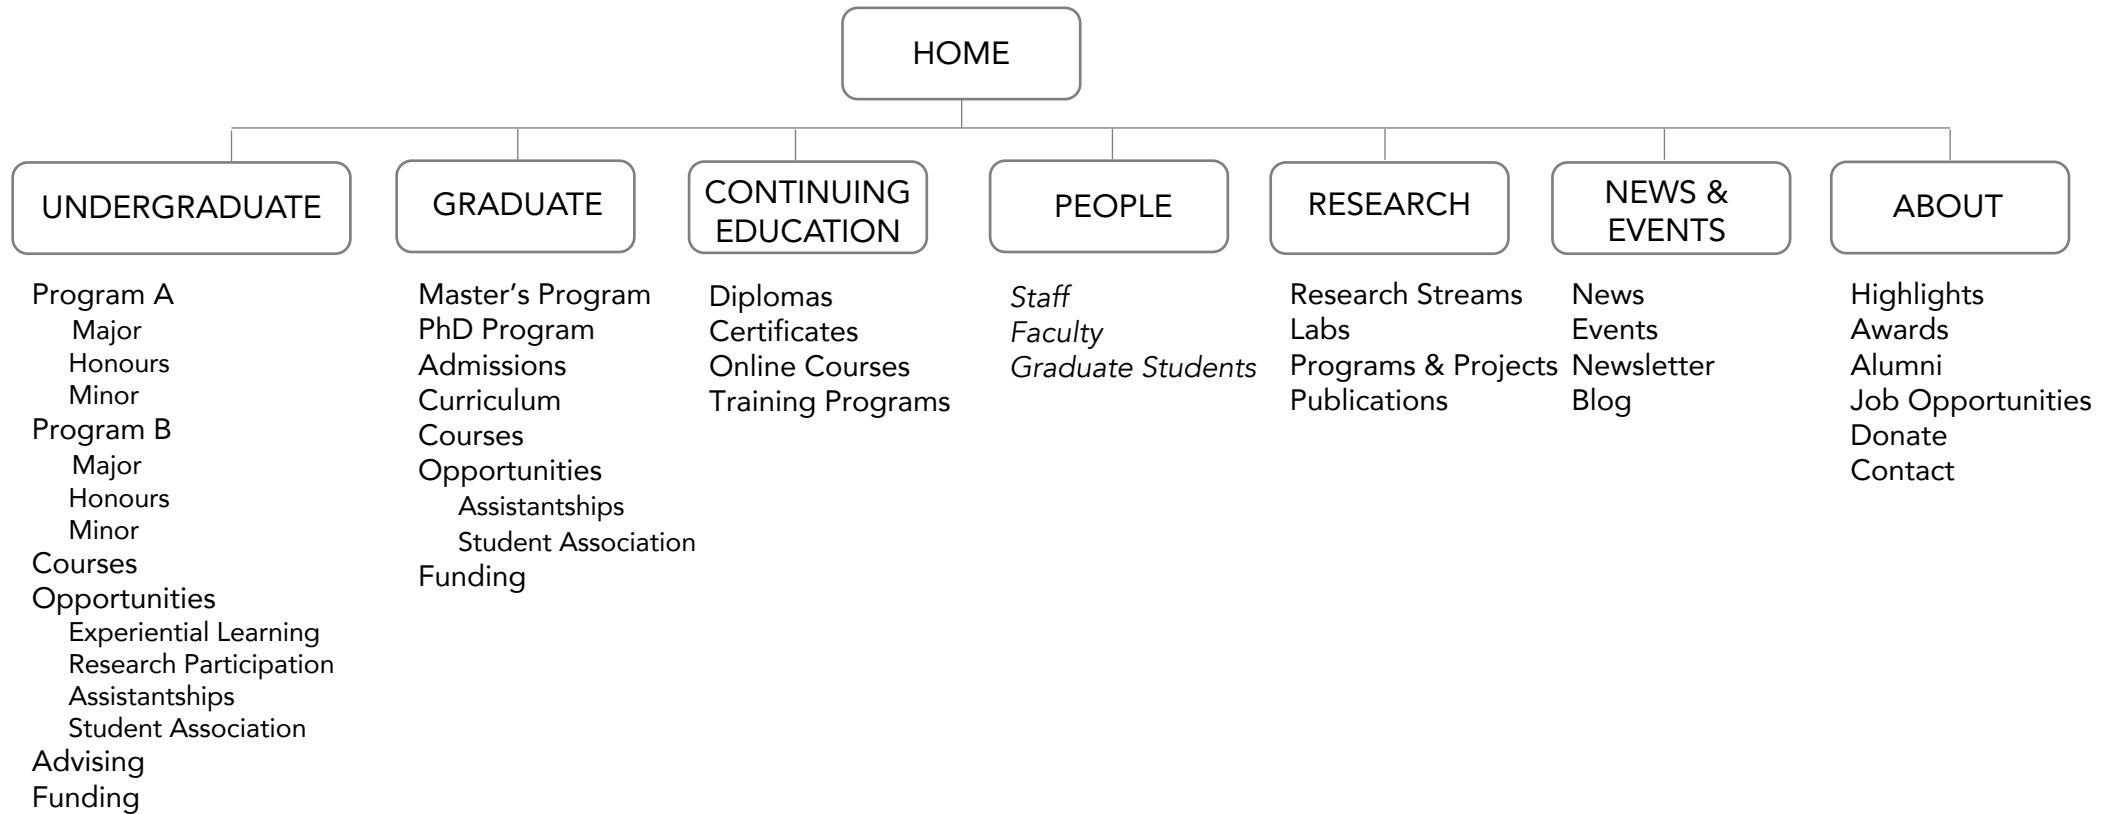 HOME
UNDERGRADUATE
Program A
Major
Honours
Minor
Program B
Major
Honours
Minor
Courses
Opportunities
Experiential Learning
Research Participation
Assistantships
Student Association
Advising
Funding
GRADUATE
Master’s Program
PhD Program
Admissions
Curriculum
Courses
Opportunities
Assistantships
Student Association
Funding
CONTINUING
EDUCATION
Diplomas
Certificates
Online Courses
Training Programs
PEOPLE
Staff
Faculty
Graduate Students
RESEARCH
Research Streams
Labs
Programs & Projects
Publications
NEWS &
EVENTS
News
Events
Newsletter
Blog
ABOUT
Highlights
Awards
Alumni
Job Opportunities
Donate
Contact